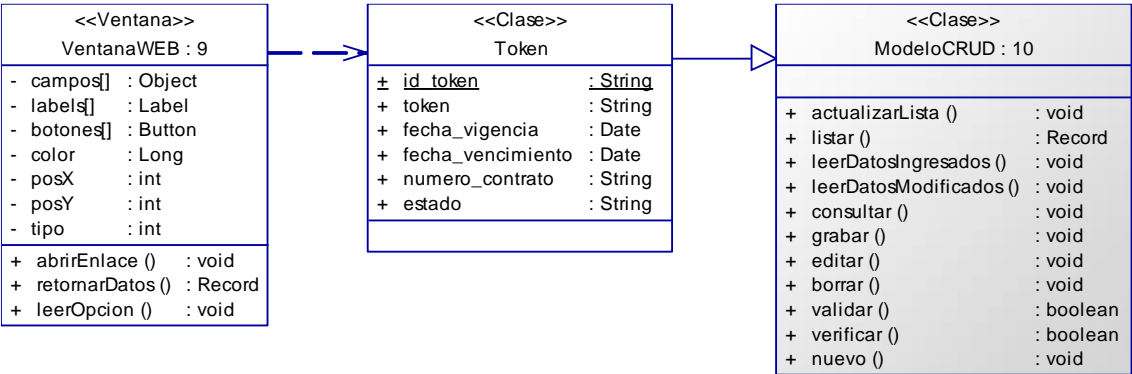 <<Ventana>>
VentanaWEB : 9
- campos[] : Object
- labels[] : Label
- botones[] : Button
- color : Long
- posX : int
- posY : int
- tipo : int
+ abrirEnlace () : void
+ retornarDatos () : Record
+ leerOpcion () : void
<<Clase>>
Token
+ id_token : String
+ token : String
+ fecha_vigencia : Date
+ fecha_vencimiento : Date
+ numero_contrato : String
+ estado : String
<<Clase>>
ModeloCRUD : 10
+ actualizarLista () : void
+ listar () : Record
+ leerDatosIngresados () : void
+ leerDatosModificados () : void
+ consultar () : void
+ grabar () : void
+ editar () : void
+ borrar () : void
+ validar () : boolean
+ verificar () : boolean
+ nuevo () : void